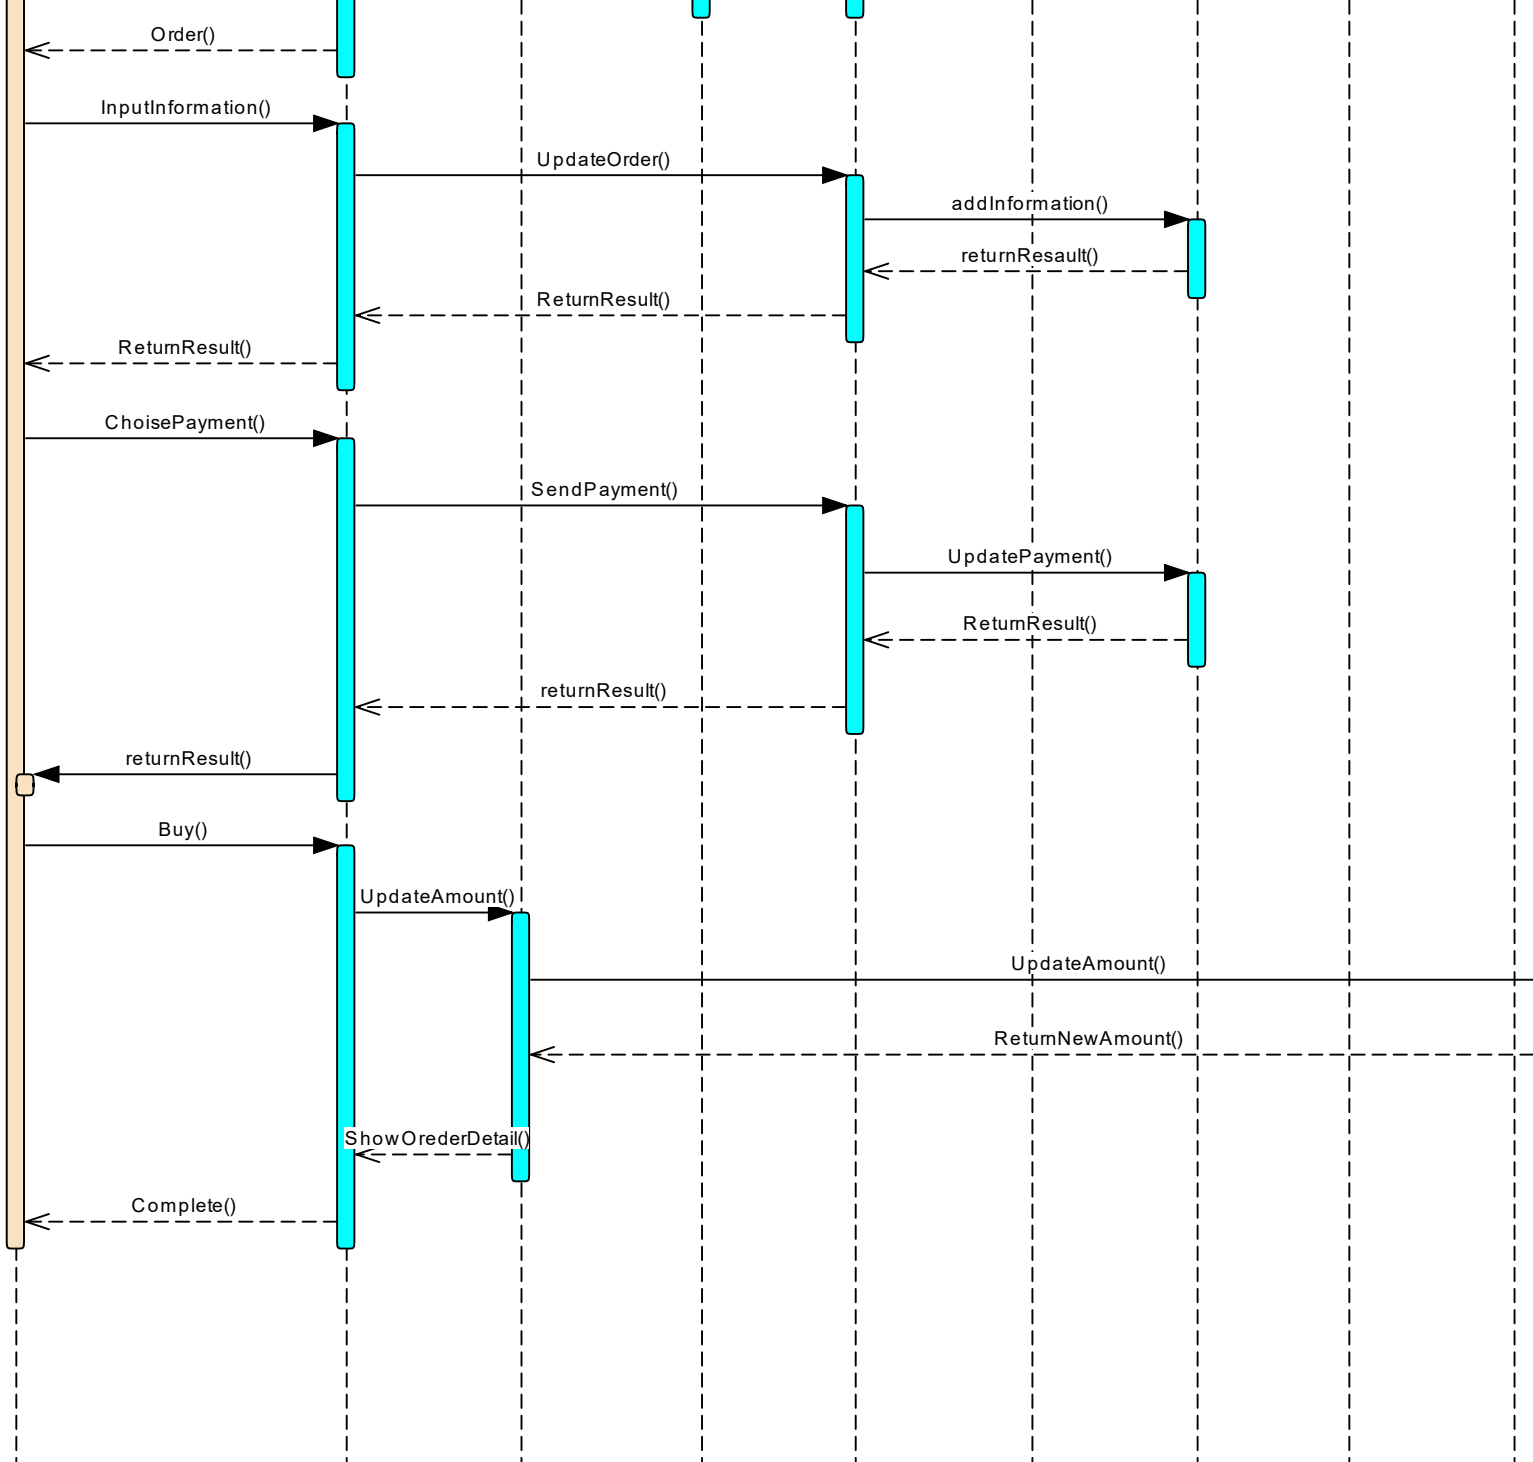 Order()
InputInformation()
UpdateOrder()
addInformation()
returnResault()
ReturnResult()
ReturnResult()
ChoisePayment()
SendPayment()
UpdatePayment()
ReturnResult()
returnResult()
returnResult()
Buy()
UpdateAmount()
UpdateAmount()
ReturnNewAmount()
ShowOrederDetail()
Complete()